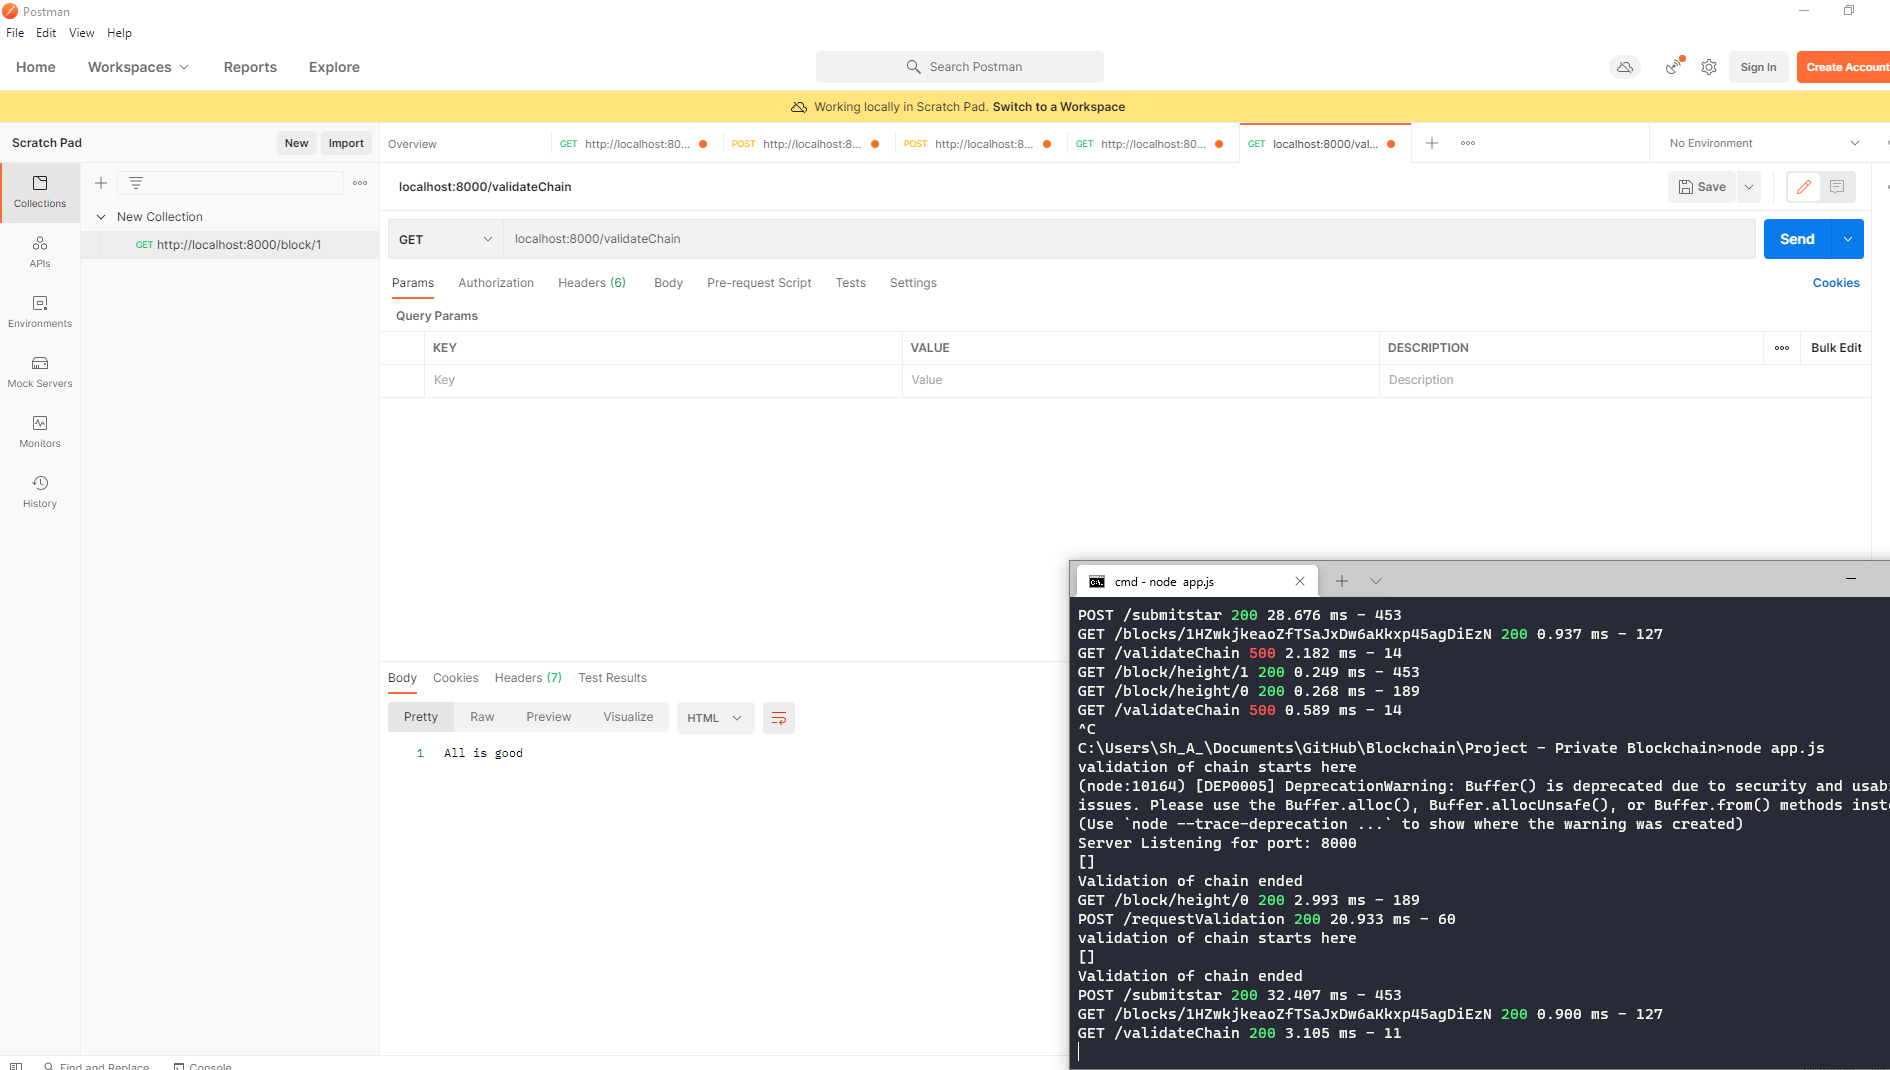 Postman
File Edit View Help
Home Workspaces Reports Explore
Search Postman
Sign In Create Account
Working locally in Scratch Pad. Switch to a Workspace
Scratch Pad New Import
Overview GET http://localhost:80... POST http://localhost:8... POST http://localhost:8... GET http://localhost:80... GET localhost:8000/val... No Environment
Collections
APIs
Environments
Mock Servers
Monitors
History
New Collection
GET http://localhost:8000/block/1
localhost:8000/validateChain Save
GET localhost:8000/validateChain Send
Params Authorization Headers (6) Body Pre-request Script Tests Settings Cookies
Query Params
KEY VALUE DESCRIPTION Bulk Edit
Key Value Description
Body Cookies Headers (7) Test Results
Pretty Raw Preview Visualize HTML
1 All is good
Find and Replace Console
cmd - node app.js
POST /submitstar 200 28.676 ms - 453
GET /blocks/1HZwkjkeaoZfTSaJxDw6aKkxp45agDiEzN 200 0.937 ms - 127
GET /validateChain 500 2.182 ms - 14
GET /block/height/1 200 0.249 ms - 453
GET /block/height/0 200 0.268 ms - 189
GET /validateChain 500 0.589 ms - 14
^C
C:\Users\Sh_A_\Documents\GitHub\Blockchain\Project - Private Blockchain>node app.js
validation of chain starts here
(node:10164) [DEP0005] DeprecationWarning: Buffer() is deprecated due to security and usabi
issues. Please use the Buffer.alloc(), Buffer.allocUnsafe(), or Buffer.from() methods inste
(Use `node --trace-deprecation ...` to show where the warning was created)
Server Listening for port: 8000
[]
Validation of chain ended
GET /block/height/0 200 2.993 ms - 189
POST /requestValidation 200 20.933 ms - 60
validation of chain starts here
[]
Validation of chain ended
POST /submitstar 200 32.407 ms - 453
GET /blocks/1HZwkjkeaoZfTSaJxDw6aKkxp45agDiEzN 200 0.900 ms - 127
GET /validateChain 200 3.105 ms - 11